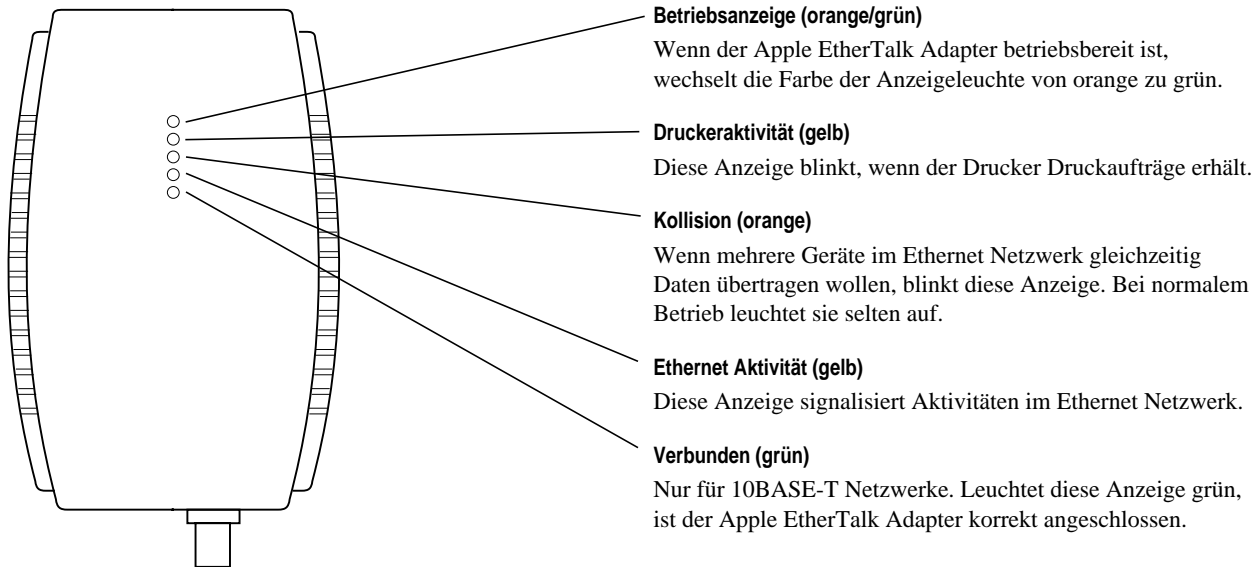 Betriebsanzeige (orange/grün)
Wenn der Apple EtherTalk Adapter betriebsbereit ist,
wechselt die Farbe der Anzeigeleuchte von orange zu grün.
Druckeraktivität (gelb)
Diese Anzeige blinkt, wenn der Drucker Druckaufträge erhält.
Kollision (orange)
Wenn mehrere Geräte im Ethernet Netzwerk gleichzeitig
Daten übertragen wollen, blinkt diese Anzeige. Bei normalem
Betrieb leuchtet sie selten auf.
Ethernet Aktivität (gelb)
Diese Anzeige signalisiert Aktivitäten im Ethernet Netzwerk.
Verbunden (grün)
Nur für 10BASE-T Netzwerke. Leuchtet diese Anzeige grün,
ist der Apple EtherTalk Adapter korrekt angeschlossen.